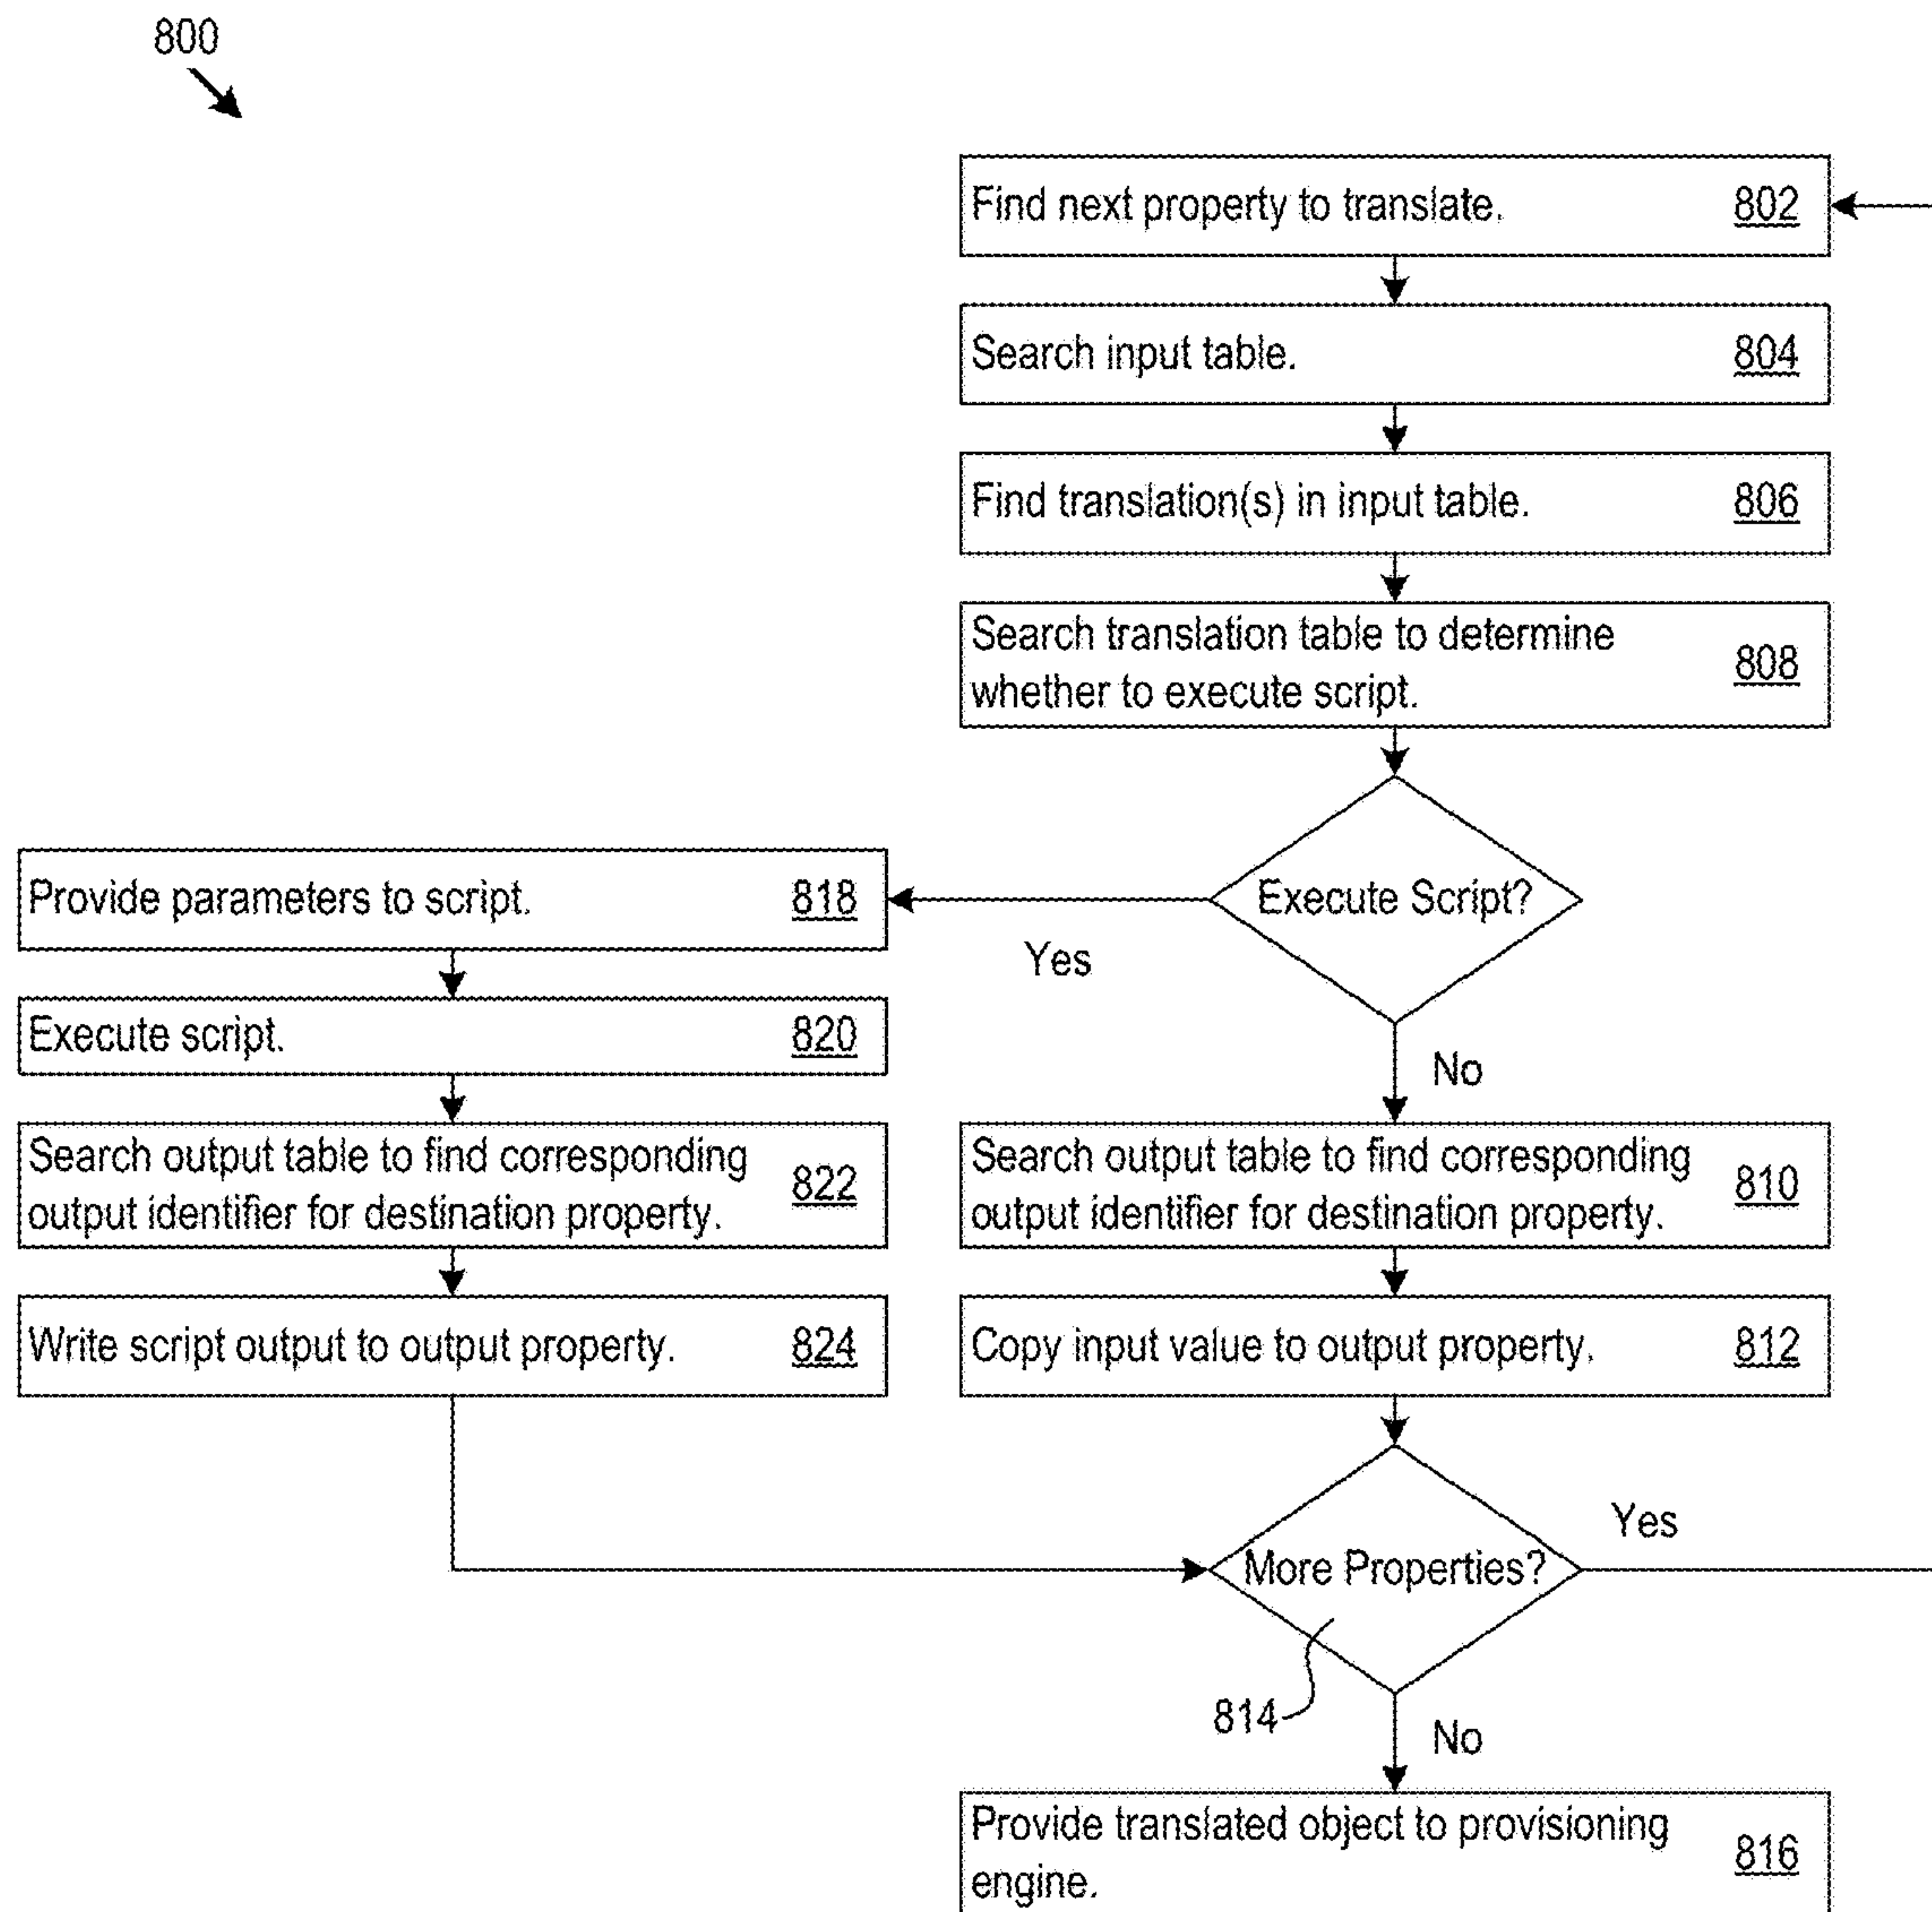 800
Find next property to translate. 802
Search input table. 804
Find translation(s) in input table. 806
Search translation table to determine
whether to execute script. 808
Execute Script?
Yes
No
Provide parameters to script. 818
Execute script. 820
Search output table to find corresponding
output identifier for destination property. 822
Write script output to output property. 824
Search output table to find corresponding
output identifier for destination property. 810
Copy input value to output property. 812
More Properties?
Yes
814
No
Provide translated object to provisioning
engine. 816